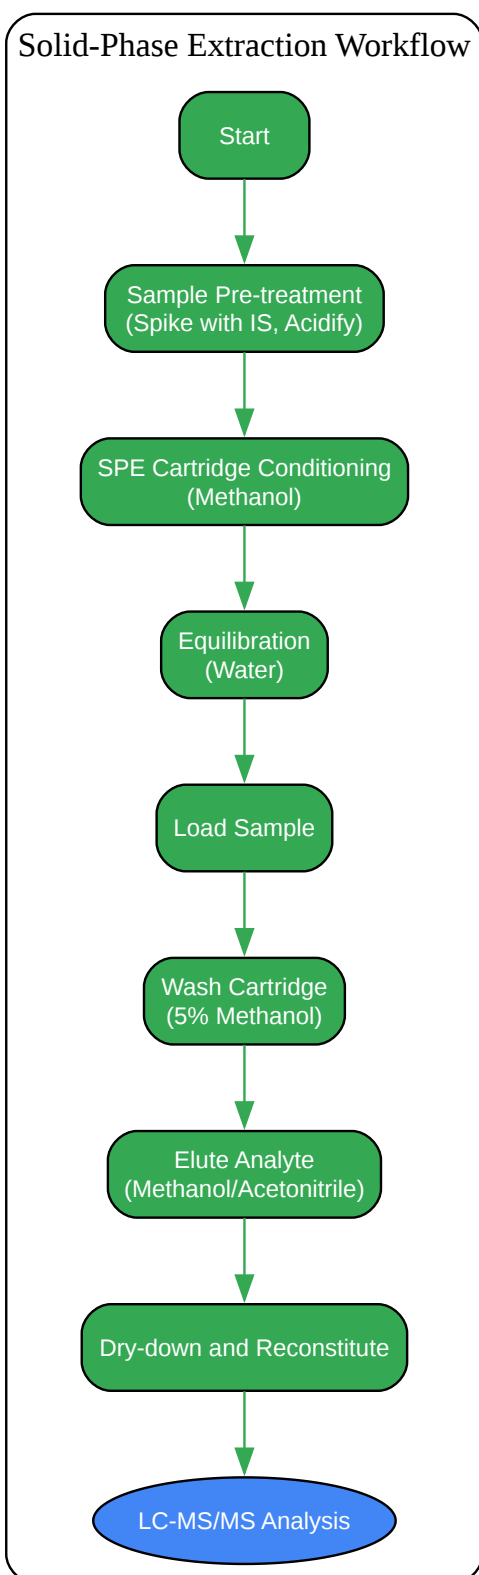 Solid-Phase Extraction Workflow
Start
Sample Pre-treatment
(Spike with IS, Acidify)
SPE Cartridge Conditioning
(Methanol)
Equilibration
(Water)
Load Sample
Wash Cartridge
(5% Methanol)
Elute Analyte
(Methanol/Acetonitrile)
Dry-down and Reconstitute
LC-MS/MS Analysis